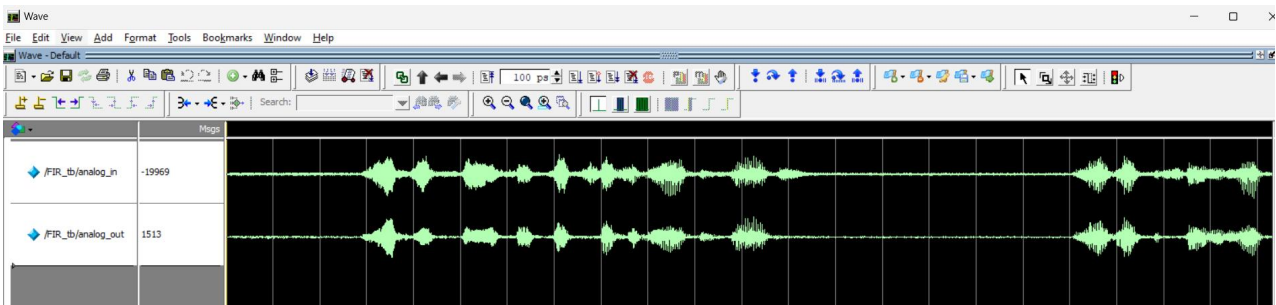 Wave
File Edit View Add Format Tools Bookmarks Window Help
Wave - Default
100 ps
Search:
Msgs
/FIR_tb/analog_in -19969
/FIR_tb/analog_out 1513